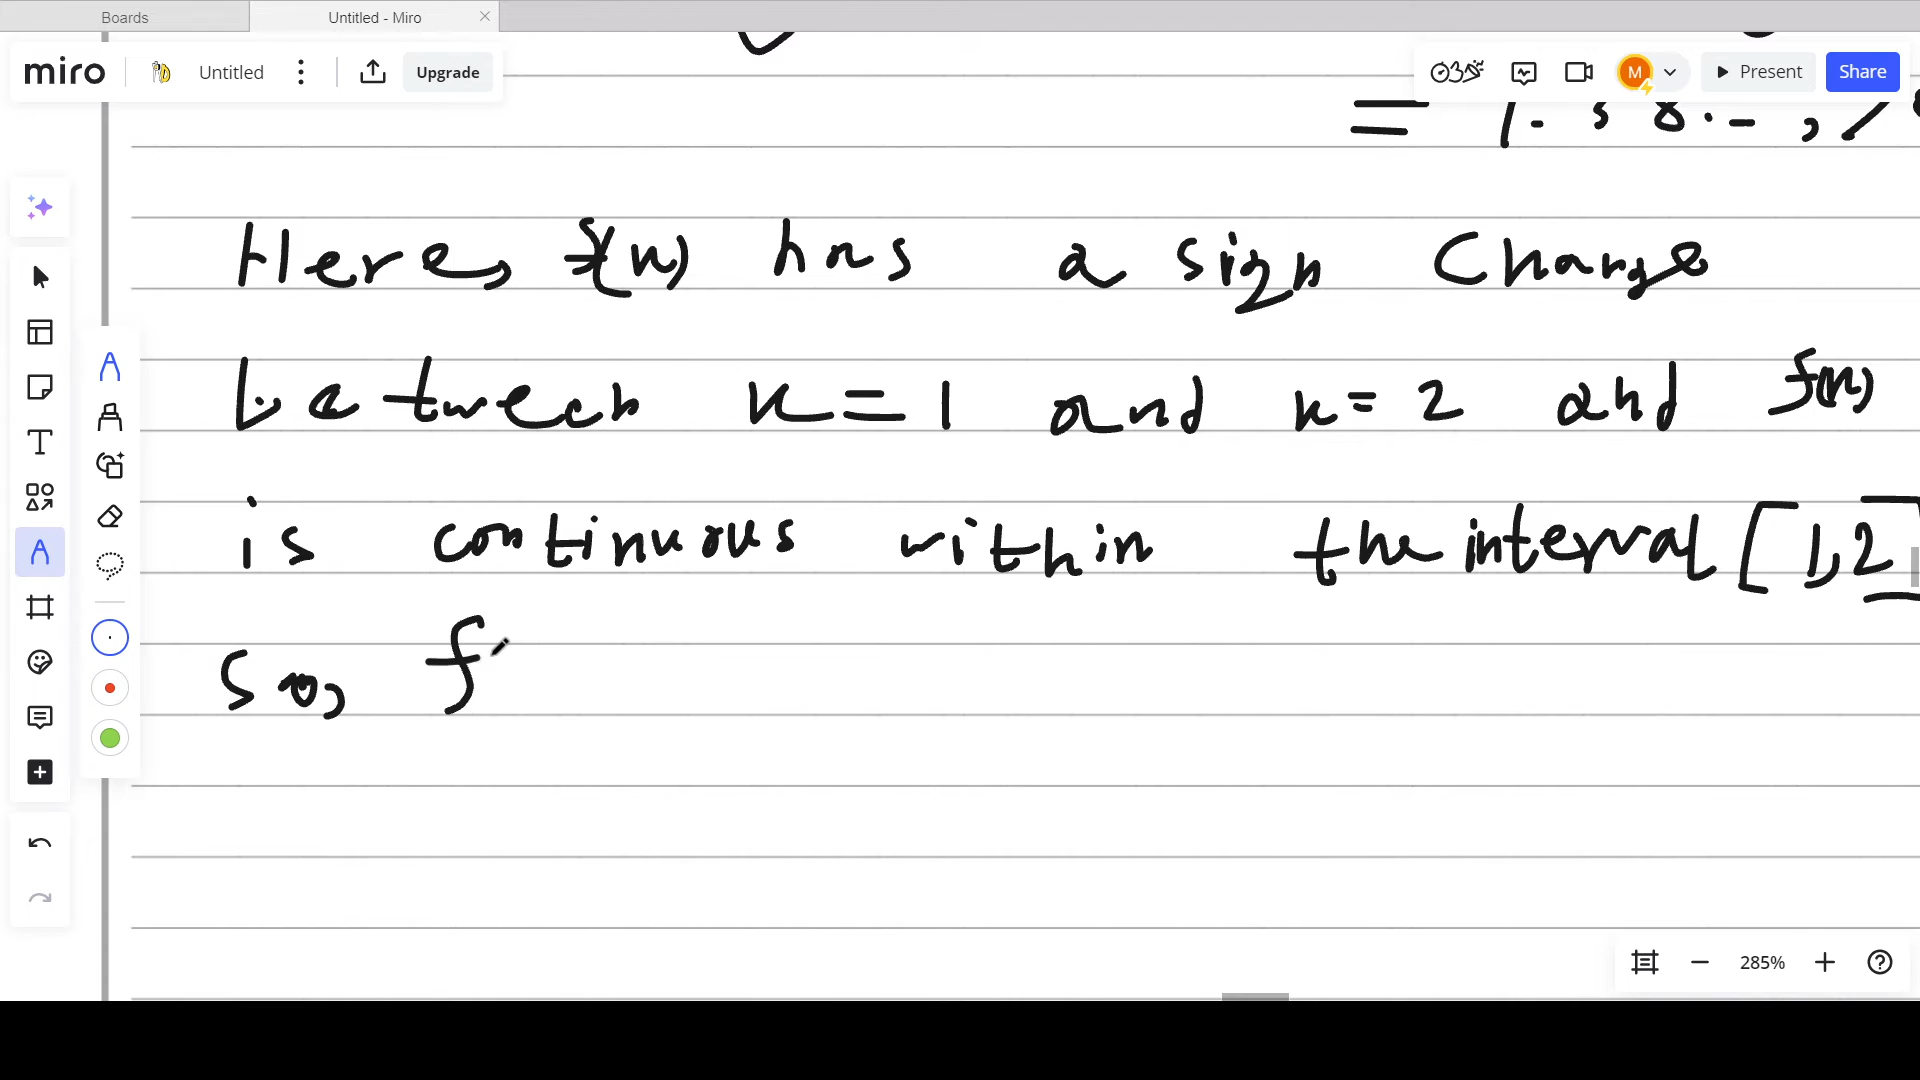 Boards
Untitled - Miro
miro
Untitled
Upgrade
M
Present
Share
Here, f(x) has a sign change
between x = 1 and x = 2 and f(x)
is continuous within the interval [1,2
So, f
285%